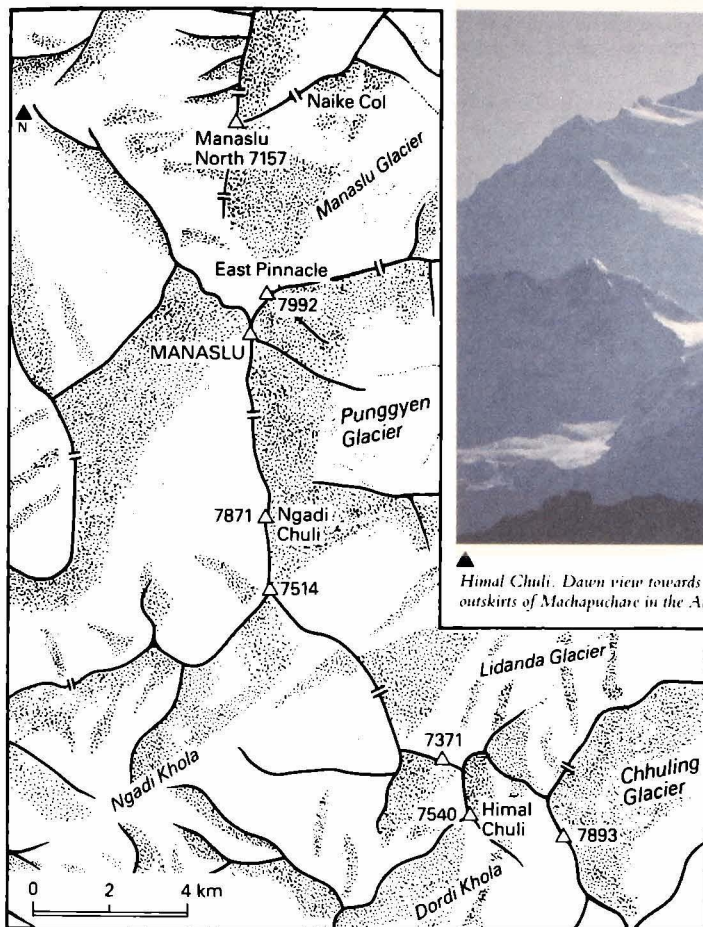 N
Naike Col
Manaslu
North 7157
Manaslu Glacier
East Pinnacle
7992
MANASLU
Punggyen
Glacier
7871
Ngadi
Chuli
7514
Himal Chuli. Dawn view towards
outskirts of Machapuchare in the A
Lidanda Glacier
Ngadi Khola
7371
Chhuling
Glacier
7540
Himal
Chuli
7893
Dordi Khola
0 2 4 km